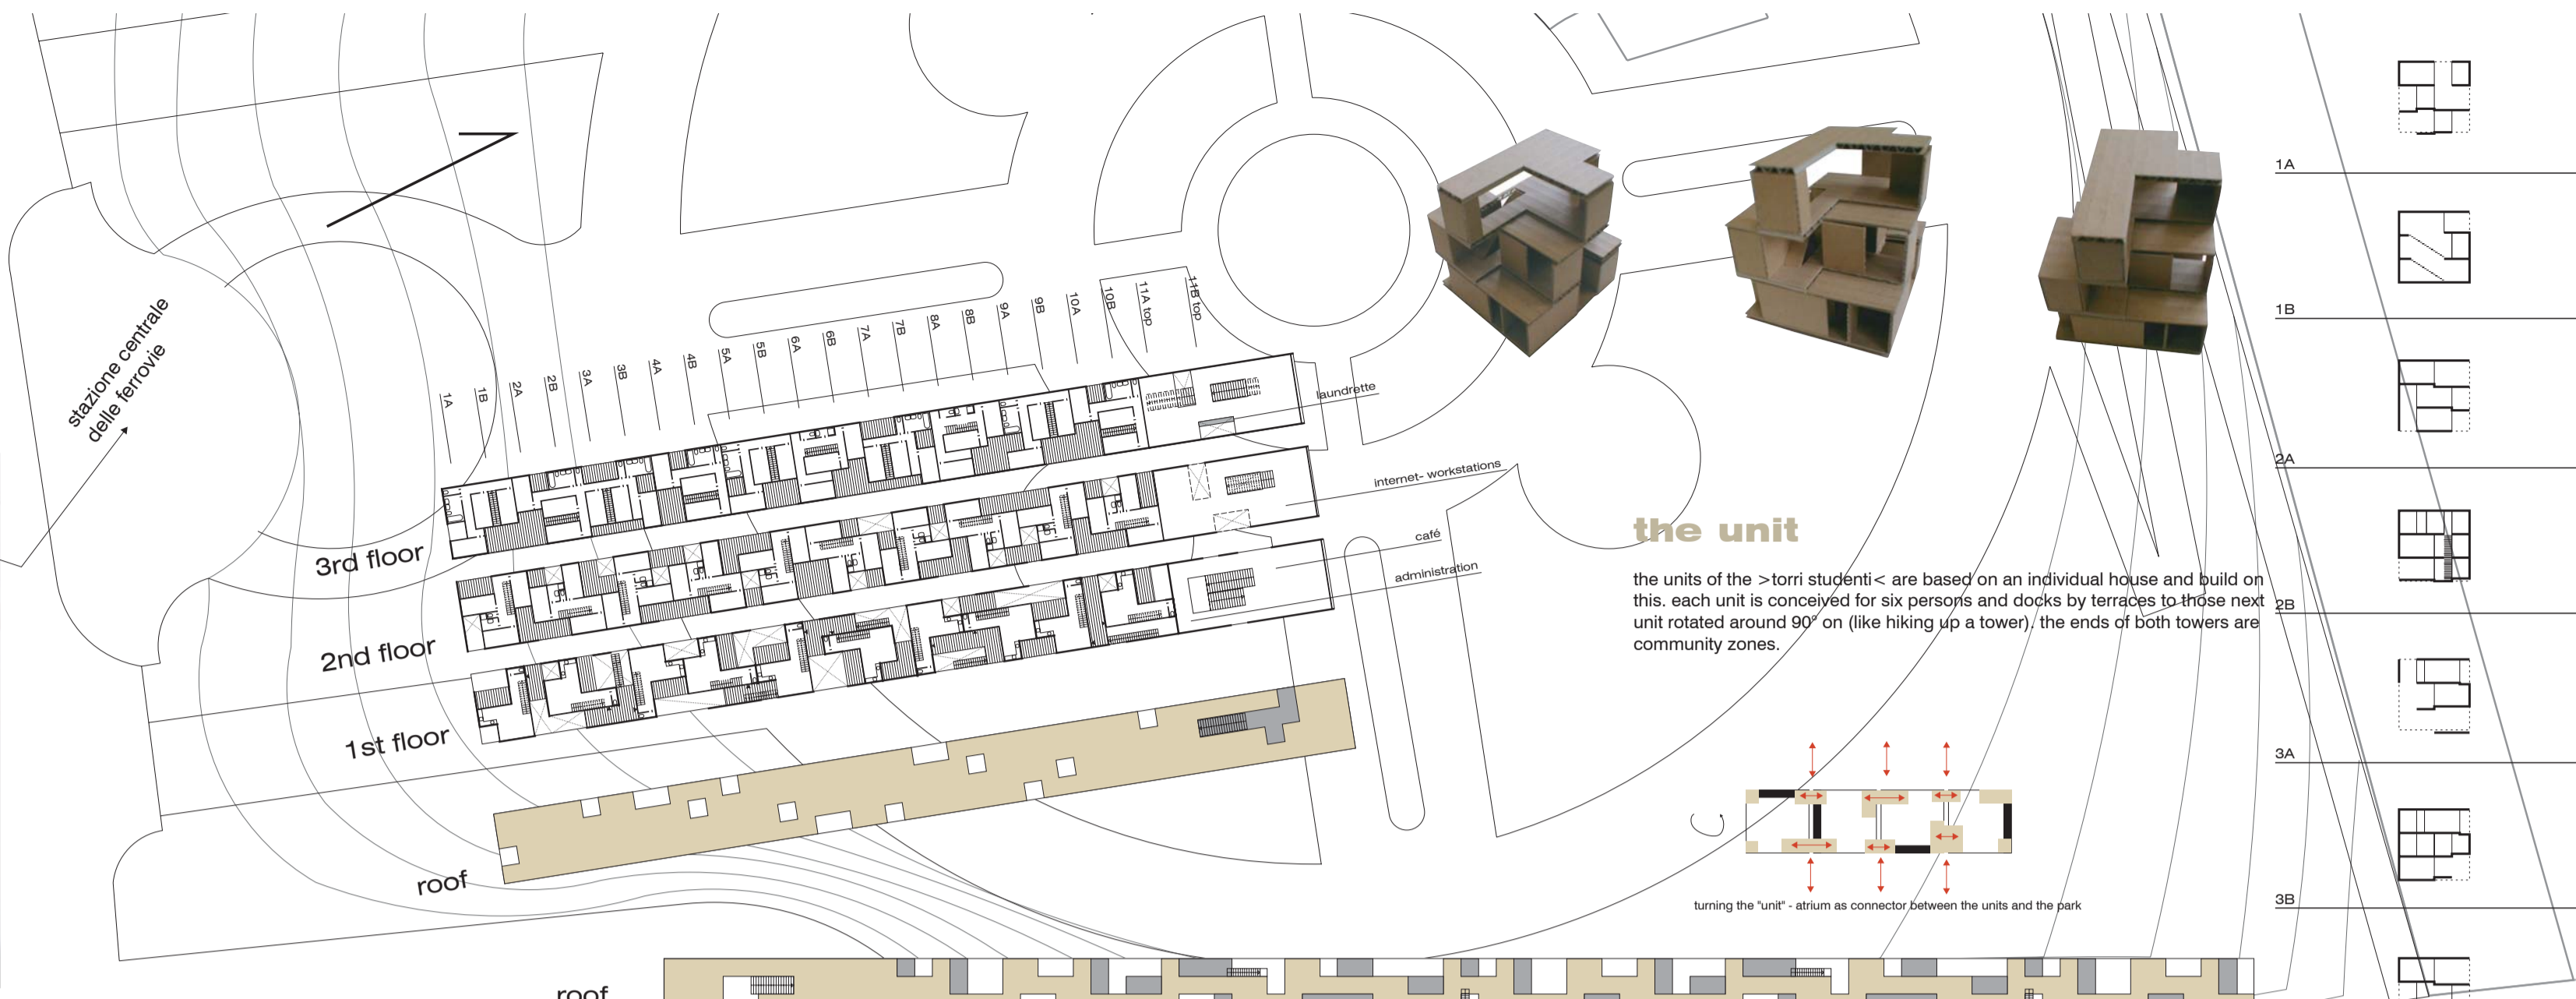 stazione centrale
delle ferrovie
1A
1B
2A
2B
3A
3B
4A
4B
5A
5B
6A
6B
7A
7B
8A
8B
9A
9B
10A
10B
11A top
11B top
laundrette
internet- workstations
café
administration
3rd floor
2nd floor
1st floor
roof
roof
the unit
the units of the >torri studenti< are based on an individual house and build on
this. each unit is conceived for six persons and docks by terraces to those next
unit rotated around 90° on (like hiking up a tower). the ends of both towers are
community zones.
turning the "unit" - atrium as connector between the units and the park
1A
1B
2A
2B
3A
3B